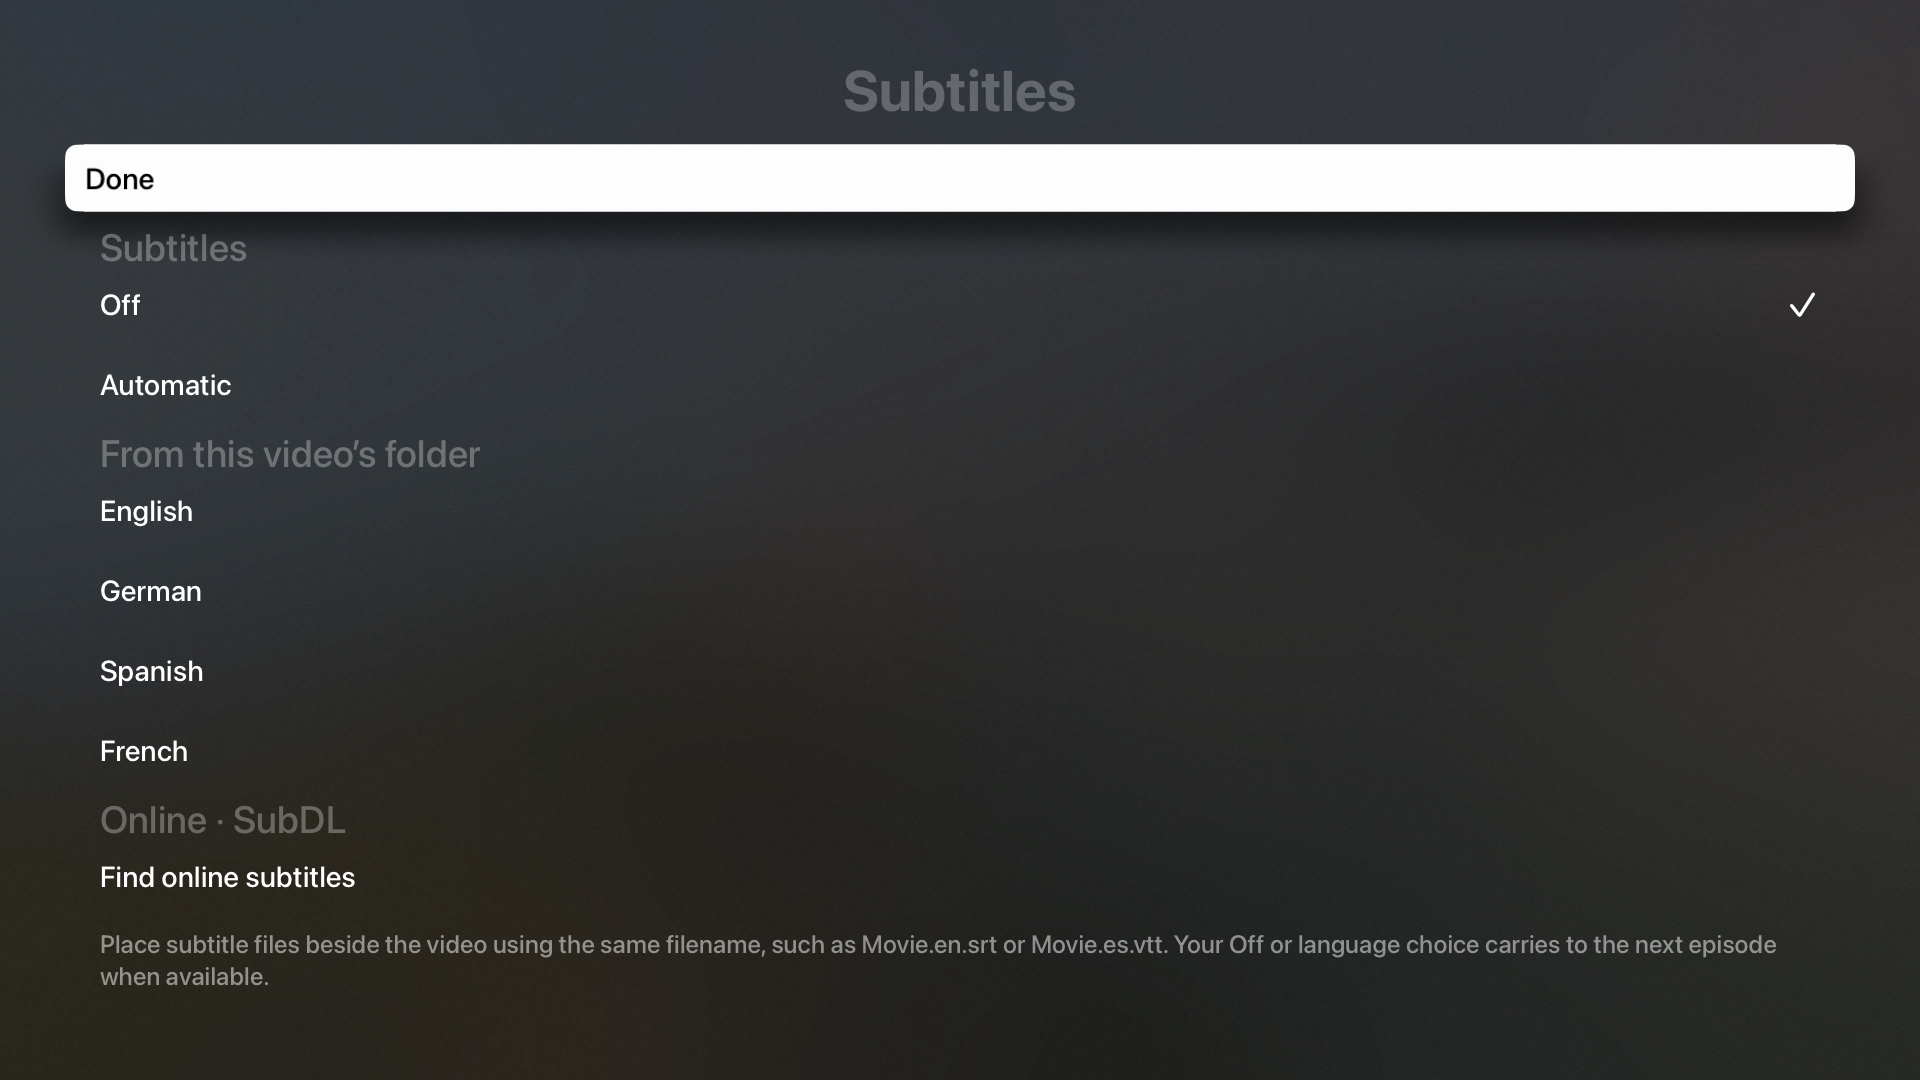 Subtitles
Done
Subtitles
Off
Automatic
From this video’s folder
English
German
Spanish
French
Online · SubDL
Find online subtitles
Place subtitle files beside the video using the same filename, such as Movie.en.srt or Movie.es.vtt. Your Off or language choice carries to the next episode
when available.